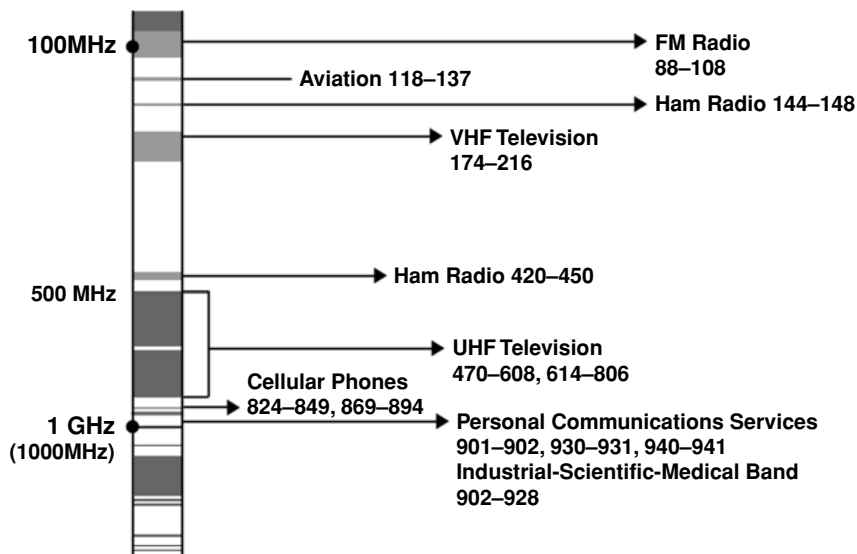 100MHz
FM Radio
88–108
Aviation 118–137
Ham Radio 144–148
VHF Television
174–216
Ham Radio 420–450
500 MHz
UHF Television
470–608, 614–806
Cellular Phones
824–849, 869–894
1 GHz
(1000MHz)
Personal Communications Services
901–902, 930–931, 940–941
Industrial-Scientific-Medical Band
902–928